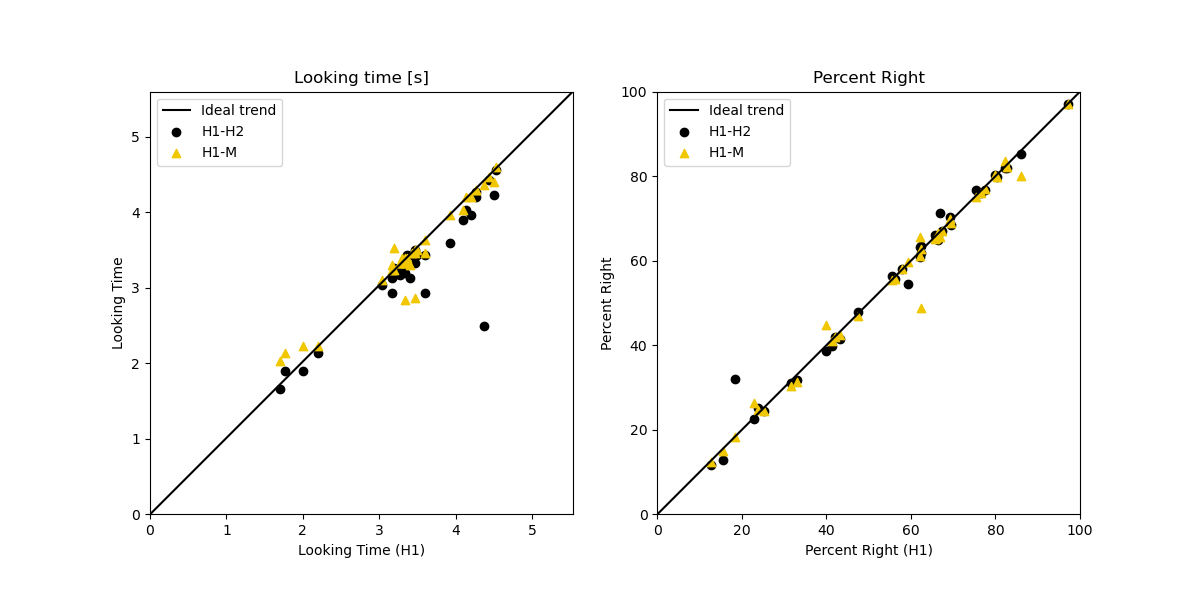 Looking time [s]
Ideal trend
H1-H2
H1-M
5
4
3
2
1
0
Looking Time
0 1 2 3 4 5
Looking Time (H1)
Percent Right
Ideal trend
H1-H2
H1-M
100
80
60
40
20
0
Percent Right
0 20 40 60 80 100
Percent Right (H1)